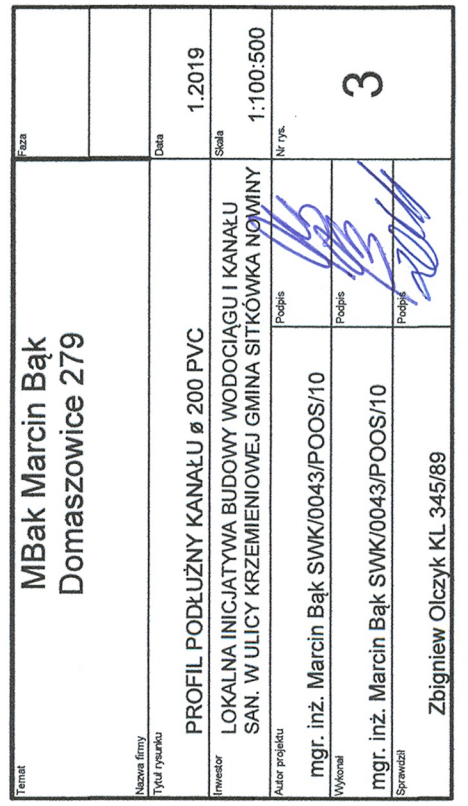 Temat
MBak Marcin Bąk
Domaszowice 279
Nazwa firmy
Faza
Tytuł rysunku
PROFIL PODŁUŻNY KANAŁU ø 200 PVC
Data
1.2019
Inwestor
LOKALNA INICJATYWA BUDOWY WODOCIĄGU I KANAŁU
SAN. W ULICY KRZEMIENIOWEJ GMINA SITKÓWKA NOWINY
Skala
1:100:500
Autor projektu
mgr. inż. Marcin Bąk SWK/0043/POOS/10
Podpis
Nr rys.
3
Wykonał
mgr. inż. Marcin Bąk SWK/0043/POOS/10
Podpis
Sprawdził
Zbigniew Olczyk KL 345/89
Podpis